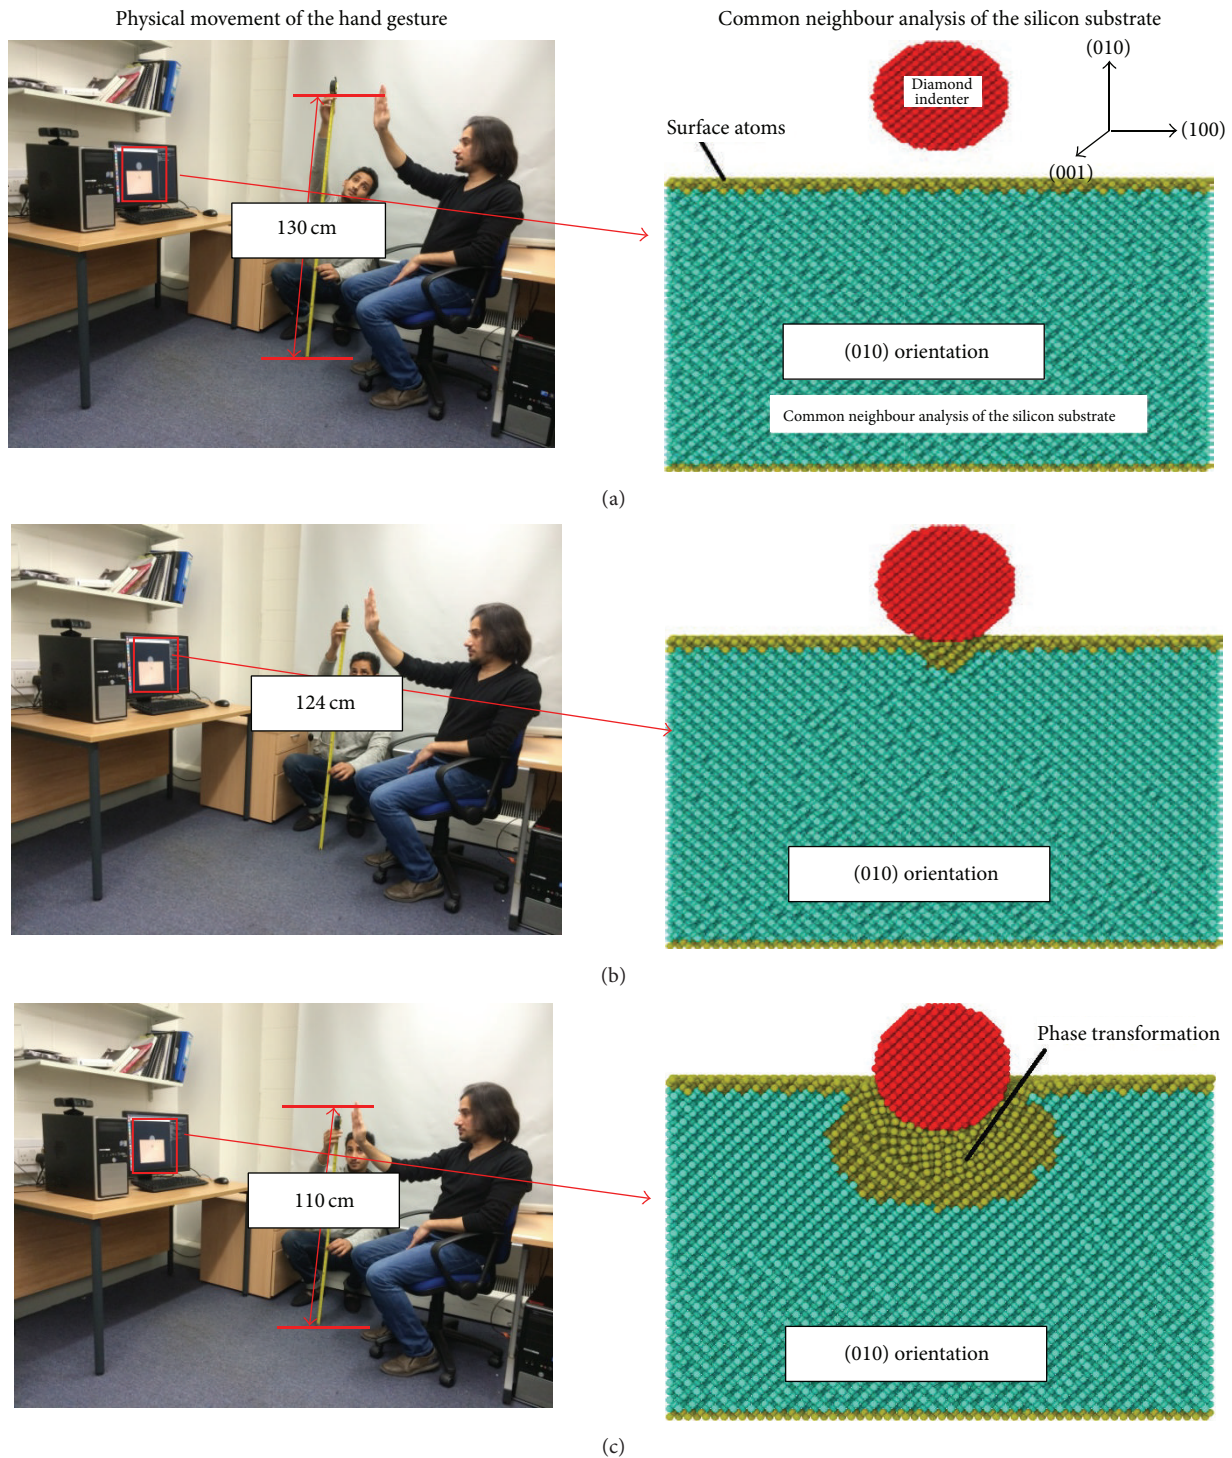 Physical movement of the hand gesture
Common neighbour analysis of the silicon substrate
(010)
Diamond
indenter
Surface atoms
(100)
(001)
130 cm
(010) orientation
Common neighbour analysis of the silicon substrate
(a)
124 cm
(010) orientation
(b)
Phase transformation
110 cm
(010) orientation
(c)